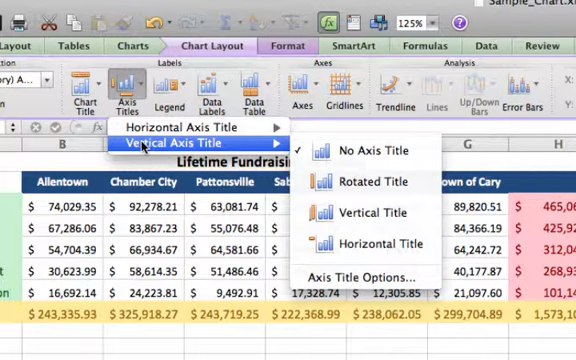 Sample_Chart.x
125%
ayout Tables Charts Chart Layout Format SmartArt Formulas Data Review
Labels Axes Analysis
ory) A...
Chart Title Axis Titles Legend Data Labels Data Table Axes Gridlines Trendline Lines Up/Down Bars Error Bars
X:
Y:
fx
Horizontal Axis Title
Vertical Axis Title
✓ No Axis Title
Rotated Title
Vertical Title
Horizontal Title
Axis Title Options...
B G H
Lifetime Fundraisin
Allentown Chamber City Pattonsville Sa own of Cary
$ 74,029.35 $ 92,278.21 $ 63,081.74 $ 89,820.51 $ 465,0
$ 67,286.06 $ 83,867.23 $ 55,076.48 $ 84,366.19 $ 425,9
$ 54,704.39 $ 66,934.67 $ 64,581.66 $ 64,242.72 $ 312,0
t $ 30,623.99 $ 58,614.35 $ 51,486.46 $ 40,177.87 $ 268,9
on $ 16,692.14 $ 24,223.81 $ 9,492.91 $ 17,328.74 $ 12,305.85 $ 21,097.60 $ 101,1
$ 243,335.93 $ 325,918.27 $ 243,719.25 $ 222,368.99 $ 238,062.05 $ 299,704.89 $ 1,573,10